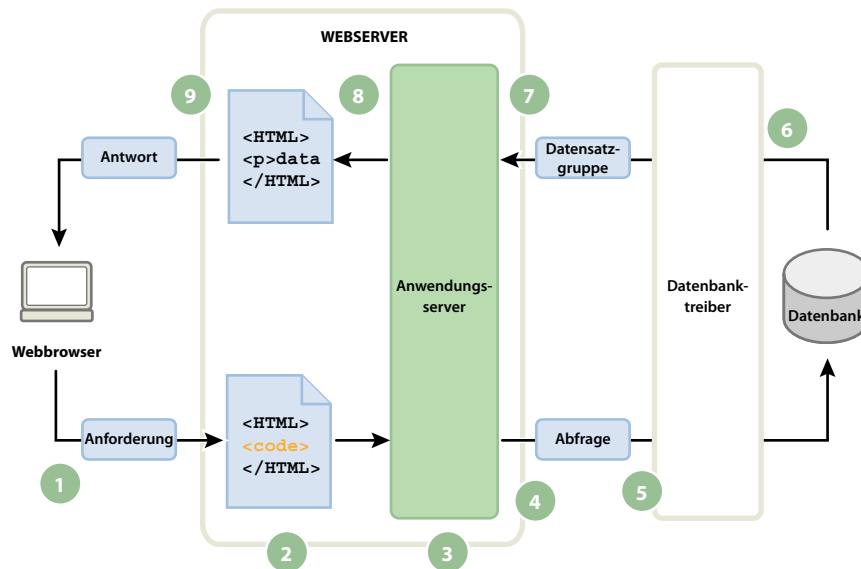 WEBSERVER
9
8
7
6
<HTML>
<p>data
</HTML>
Antwort
Datensatz-
gruppe
Anwendungs-
server
Datenbank-
treiber
Datenbank
Webbrowser
<HTML>
<code>
</HTML>
Anforderung
Abfrage
1
2
3
4
5